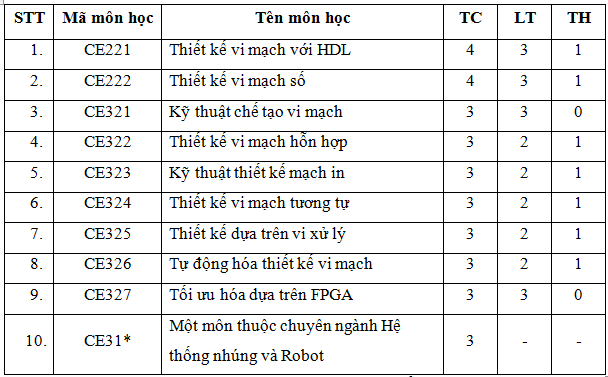 STT Mã môn học Tên môn học TC LT TH
1. CE221 Thiết kế vi mạch với HDL 4 3 1
2. CE222 Thiết kế vi mạch số 4 3 1
3. CE321 Kỹ thuật chế tạo vi mạch 3 3 0
4. CE322 Thiết kế vi mạch hỗn hợp 3 2 1
5. CE323 Kỹ thuật thiết kế mạch in 3 2 1
6. CE324 Thiết kế vi mạch tương tự 3 2 1
7. CE325 Thiết kế dựa trên vi xử lý 3 2 1
8. CE326 Tự động hóa thiết kế vi mạch 3 2 1
9. CE327 Tối ưu hóa dựa trên FPGA 3 3 0
10. CE31* Một môn thuộc chuyên ngành Hệ 3 - -
thống nhúng và Robot